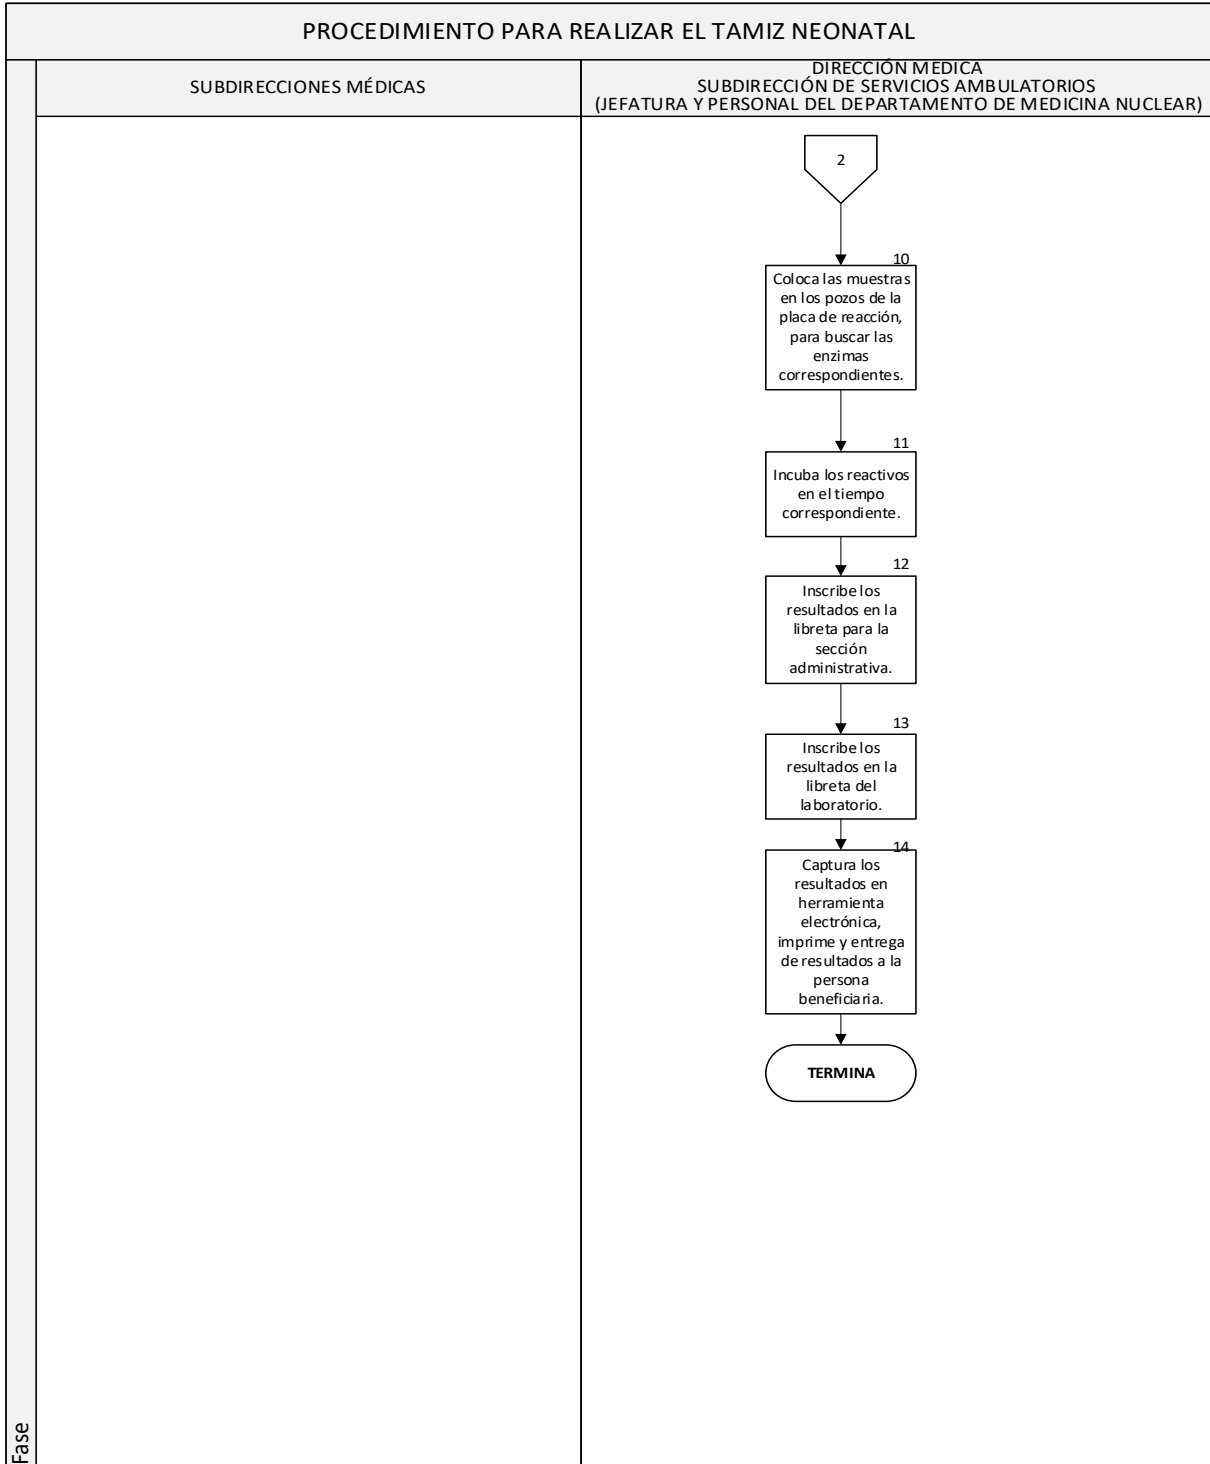 PROCEDIMIENTO PARA REALIZAR EL TAMIZ NEONATAL
SUBDIRECCIONES MÉDICAS
DIRECCIÓN MEDICA
SUBDIRECCIÓN DE SERVICIOS AMBULATORIOS
(JEFATURA Y PERSONAL DEL DEPARTAMENTO DE MEDICINA NUCLEAR)
2
10
Coloca las muestras
en los pozos de la
placa de reacción,
para buscar las
enzimas
correspondientes.
11
Incuba los reactivos
en el tiempo
correspondiente.
12
Inscribe los
resultados en la
libreta para la
sección
administrativa.
13
Inscribe los
resultados en la
libreta del
laboratorio.
14
Captura los
resultados en
herramienta
electrónica,
imprime y entrega
de resultados a la
persona
beneficiaria.
TERMINA
Fase